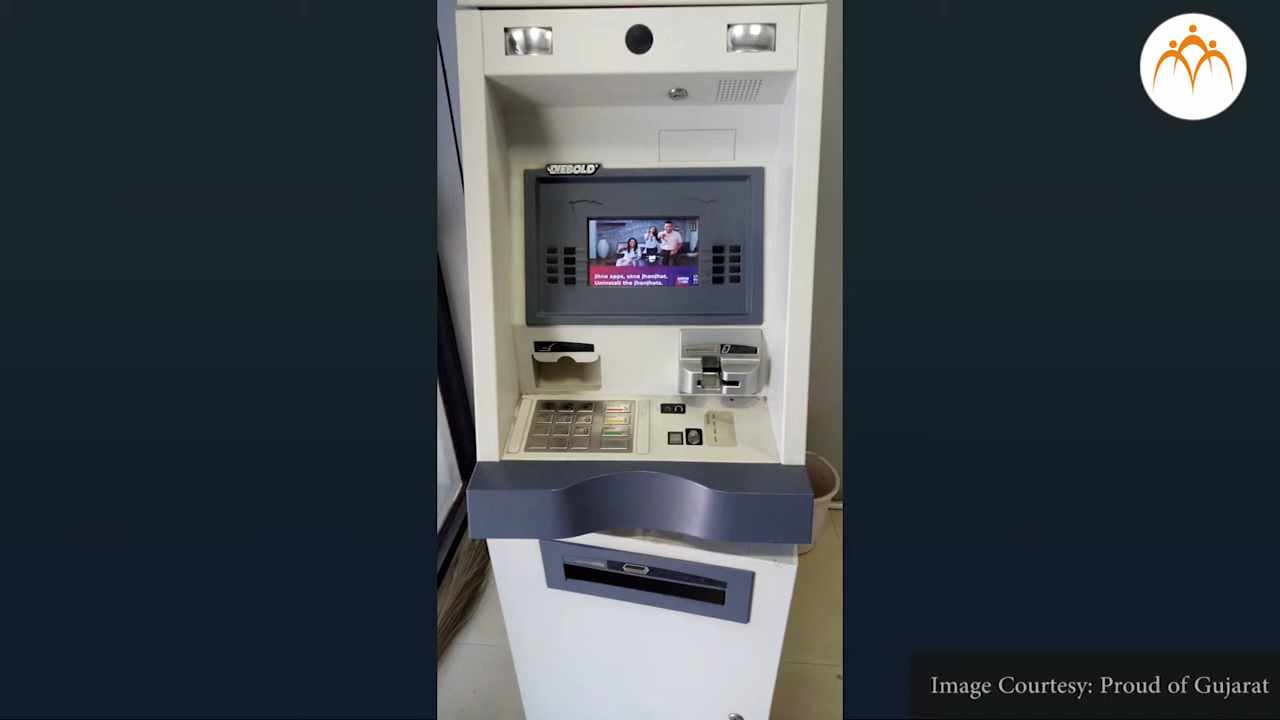 DIEBOLD
jitne apps, utne jhanjhat.
Uninstall the jhanjhats.
Image Courtesy: Proud of Gujarat